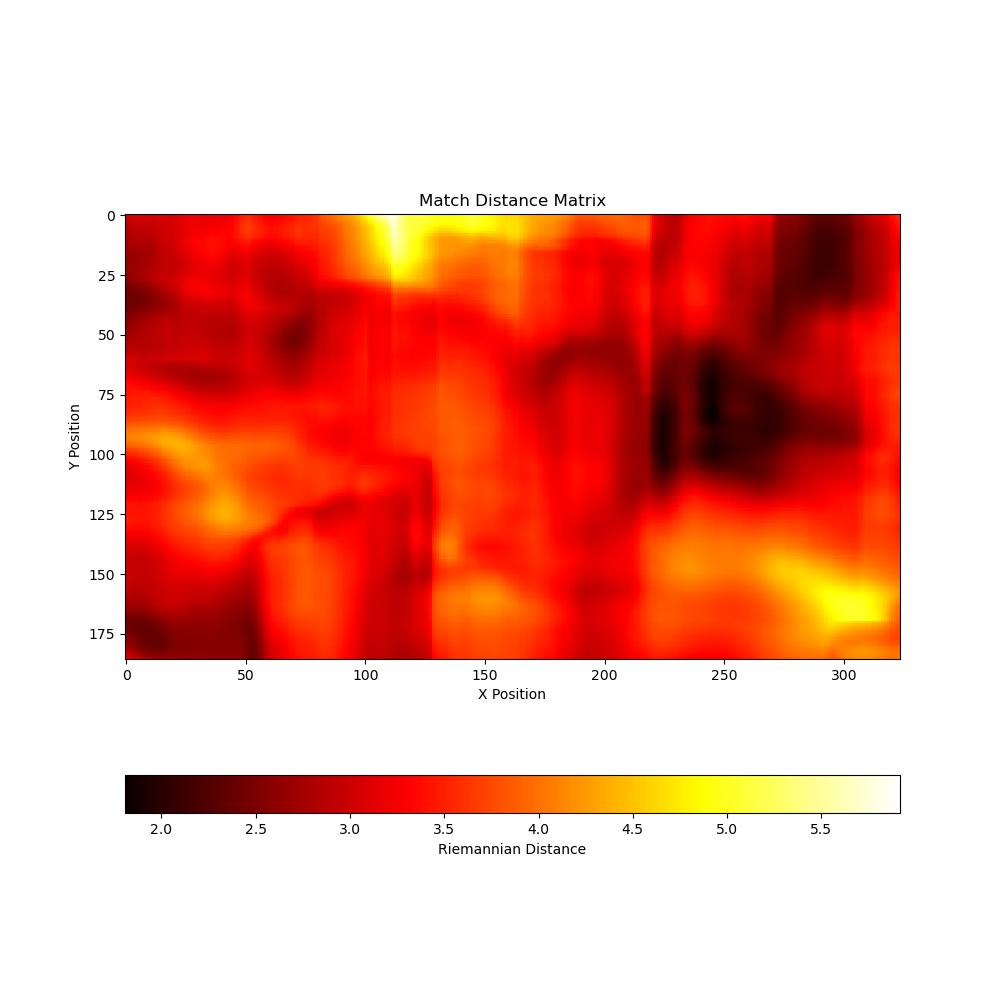 Match Distance Matrix
0
25
50
75
100
125
150
175
Y Position
0 50 100 150 200 250 300
X Position
2.0 2.5 3.0 3.5 4.0 4.5 5.0 5.5
Riemannian Distance